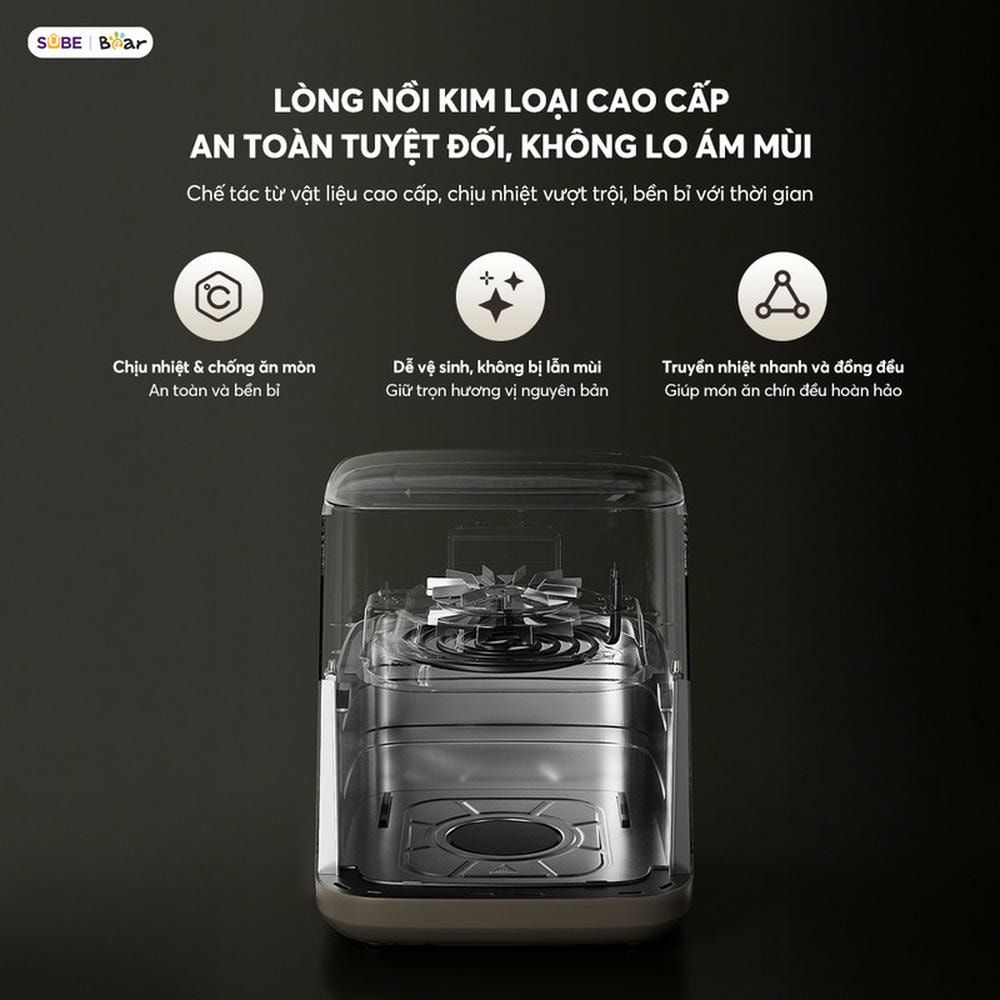 SUBE | Bear
LÒNG NỒI KIM LOẠI CAO CẤP
AN TOÀN TUYỆT ĐỐI, KHÔNG LO ÁM MÙI
Chế tác từ vật liệu cao cấp, chịu nhiệt vượt trội, bền bỉ với thời gian
°C
Chịu nhiệt & chống ăn mòn
An toàn và bền bỉ
Dễ vệ sinh, không bị lẫn mùi
Giữ trọn hương vị nguyên bản
Truyền nhiệt nhanh và đồng đều
Giúp món ăn chín đều hoàn hảo